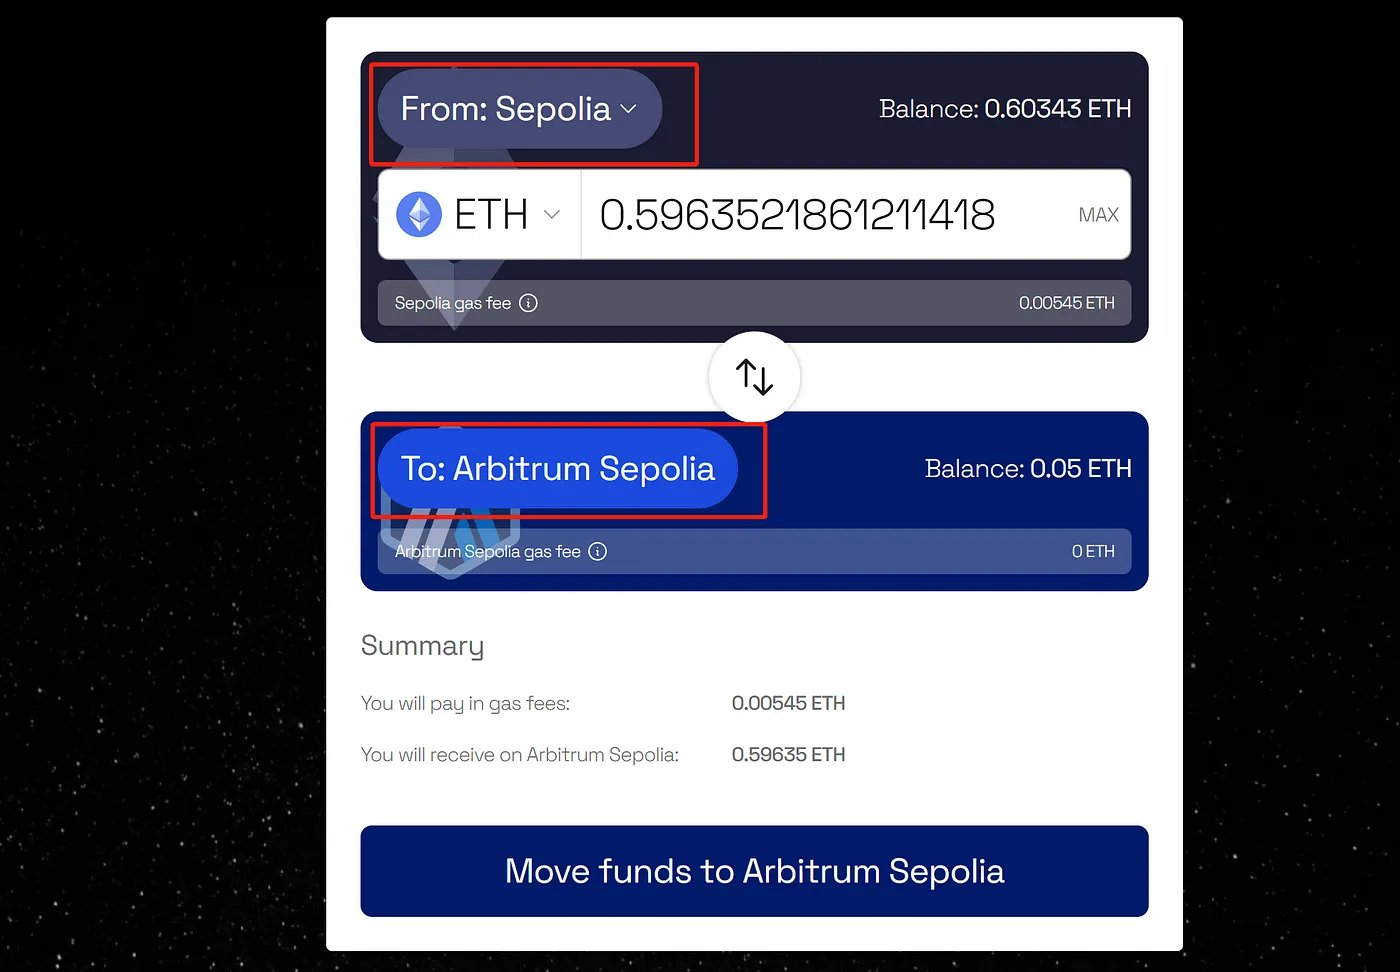 From: Sepolia
Balance: 0.60343 ETH
ETH
0.5963521861211418
MAX
Sepolia gas fee
0.00545 ETH
To: Arbitrum Sepolia
Balance: 0.05 ETH
Arbitrum Sepolia gas fee
0 ETH
Summary
You will pay in gas fees:
0.00545 ETH
You will receive on Arbitrum Sepolia:
0.59635 ETH
Move funds to Arbitrum Sepolia